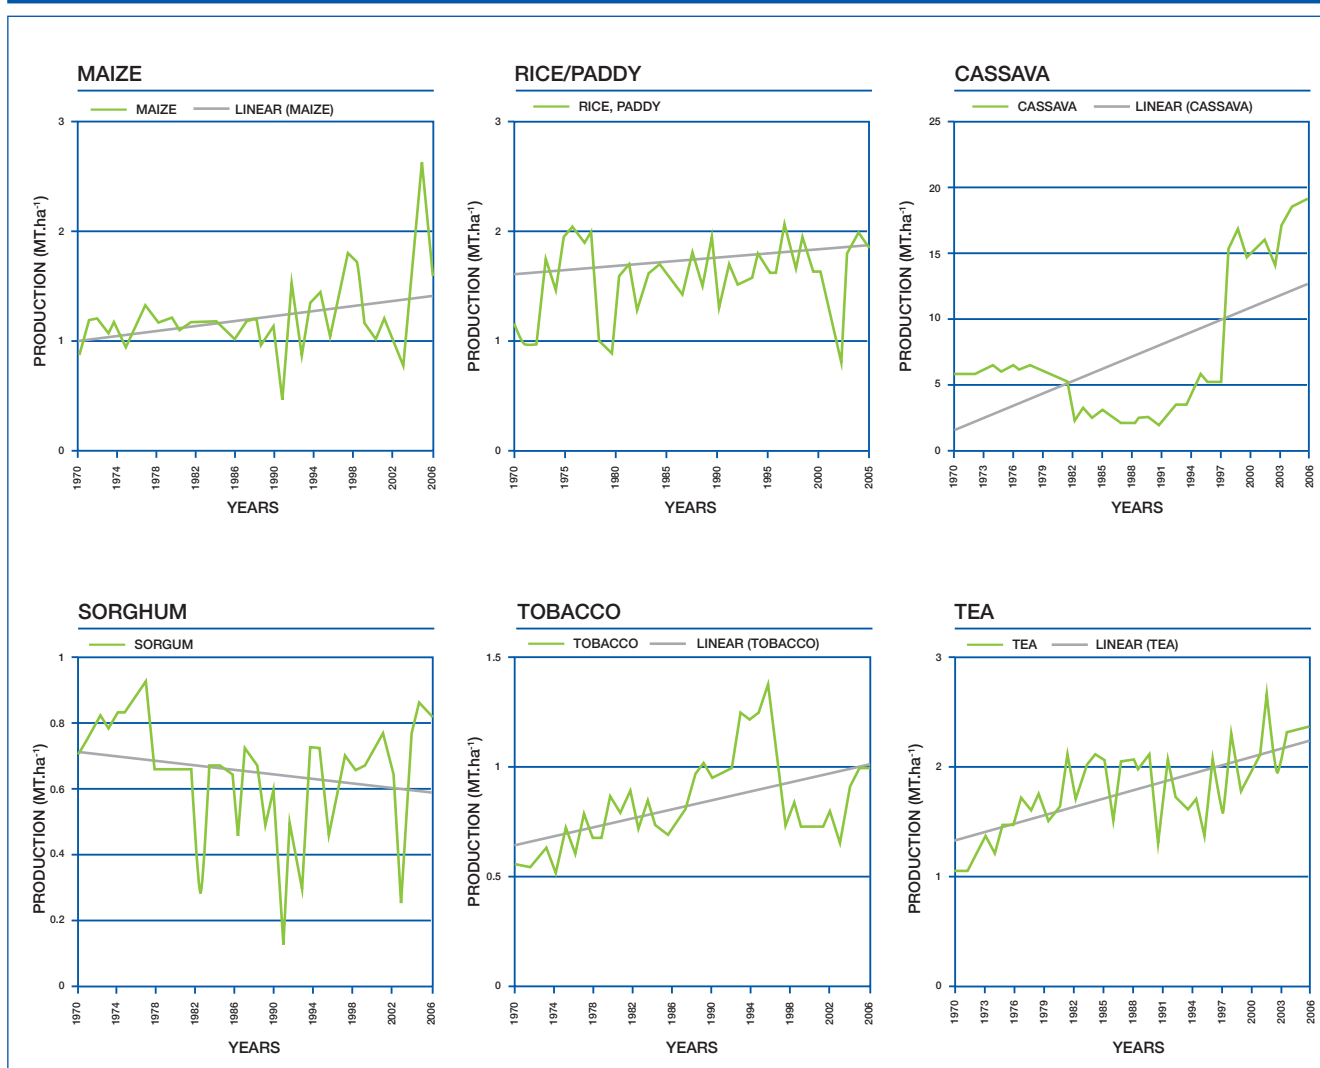 MAIZE
MAIZE LINEAR (MAIZE)
PRODUCTION (MT.ha-1)
3
2
1
0
1970 1974 1978 1982 1986 1990 1994 1998 2002 2006
YEARS
RICE/PADDY
RICE, PADDY
PRODUCTION (MT.ha-1)
3
2
1
0
1970 1975 1980 1985 1990 1995 2000 2005
YEARS
CASSAVA
CASSAVA LINEAR (CASSAVA)
PRODUCTION (MT.ha-1)
25
20
15
10
5
0
1970 1973 1976 1979 1982 1985 1988 1991 1994 1997 2000 2003 2006
YEARS
SORGHUM
SORGUM
PRODUCTION (MT.ha-1)
1
0.8
0.6
0.4
0.2
0
1970 1974 1978 1982 1986 1990 1994 1998 2002 2006
YEARS
TOBACCO
TOBACCO LINEAR (TOBACCO)
PRODUCTION (MT.ha-1)
1.5
1
0.5
0
1970 1974 1978 1982 1986 1990 1994 1998 2002 2006
YEARS
TEA
TEA LINEAR (TEA)
PRODUCTION (MT.ha-1)
3
2
1
0
1970 1973 1976 1979 1982 1985 1988 1991 1994 1997 2000 2003 2006
YEARS